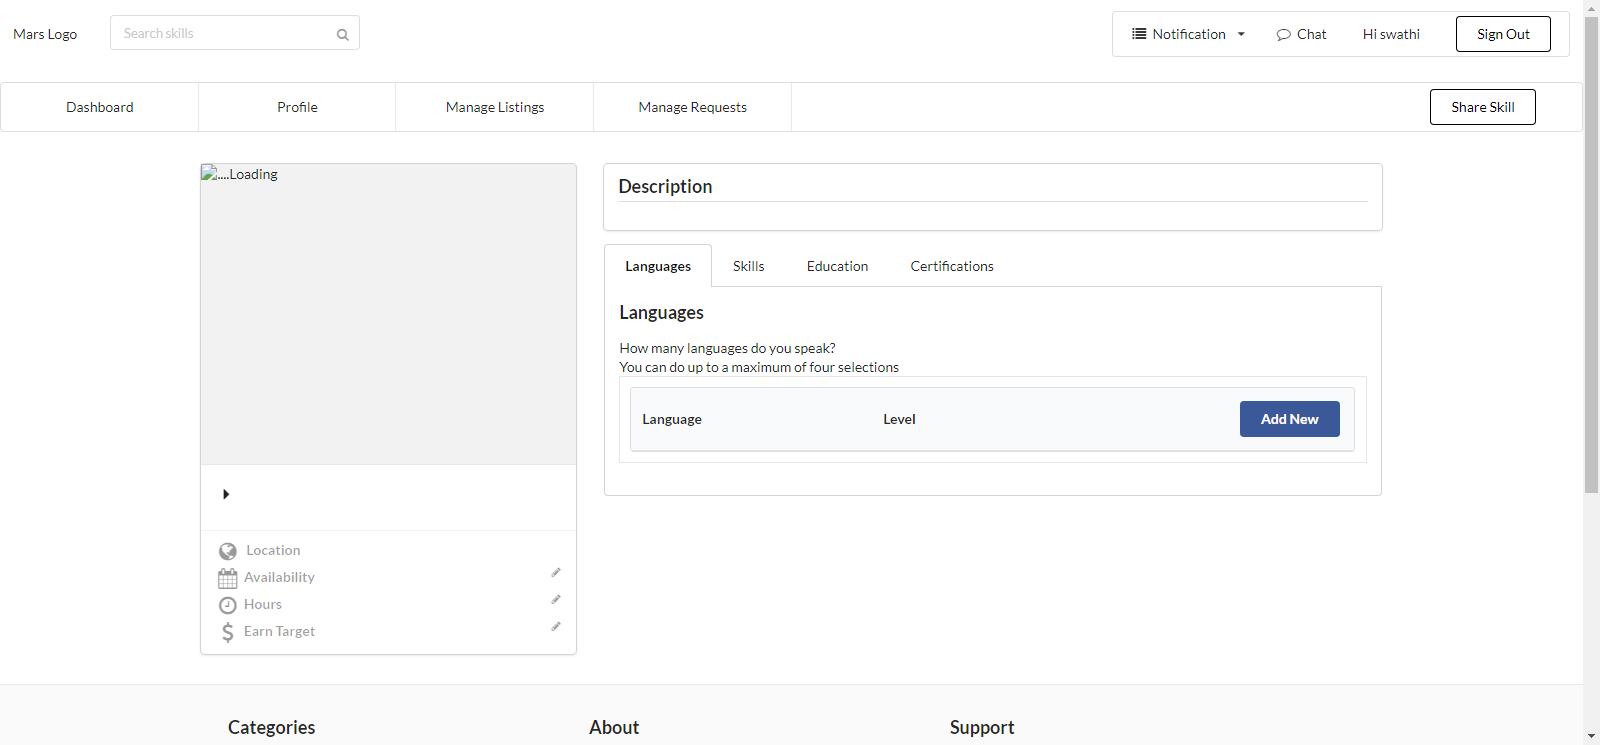 Mars Logo
Search skills
Notification
Chat
Hi swathi
Sign Out
Dashboard
Profile
Manage Listings
Manage Requests
Share Skill
....Loading
Description
Languages
Skills
Education
Certifications
Languages
How many languages do you speak?
You can do up to a maximum of four selections
Language
Level
Add New
Location
Availability
Hours
Earn Target
Categories
About
Support